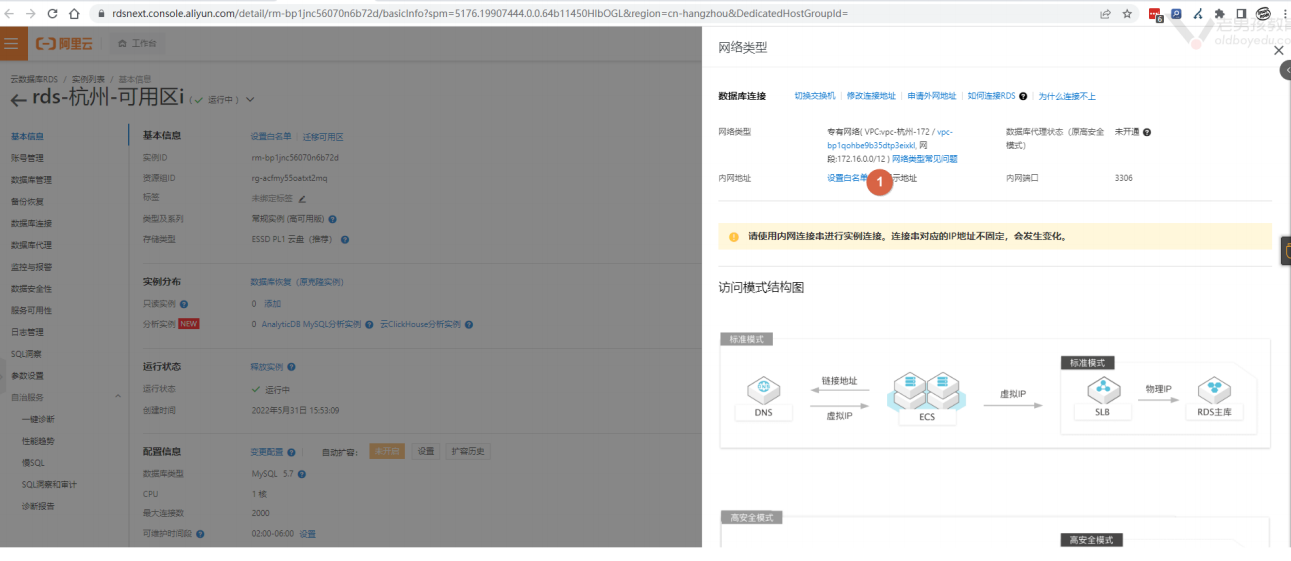 rdsnext.console.aliyun.com/detail/rm-bp1jnc56070n6b72d/basicInfo?spm=5176.19907444.0.0.64b11450HIbOGL&region=cn-hangzhou&DedicatedHostGroupId=
6
老男孩教育
oldboyedu.co
阿里云
工作台
云数据库RDS / 实例列表 / 基本信息
rds-杭州-可用区i ( 运行中 )
基本信息
账号管理
数据库管理
备份恢复
数据库连接
数据库代理
监控与报警
数据安全性
服务可用性
日志管理
SQL洞察
参数设置
自治服务
一键诊断
性能趋势
慢SQL
SQL洞察和审计
诊断报告
基本信息 设置白名单 | 迁移可用区
实例ID rm-bp1jnc56070n6b72d
资源组ID rg-acfmy55oatxt2mq
标签 未绑定标签
类型及系列 常规实例 (高可用版)
存储类型 ESSD PL1 云盘（推荐）
实例分布 数据库恢复（原克隆实例）
只读实例 0 添加
分析实例 NEW 0 AnalyticDB MySQL分析实例 云ClickHouse分析实例
运行状态 释放实例
运行状态 运行中
创建时间 2022年5月31日 15:53:09
配置信息 变更配置 | 自动扩容: 未开启 设置 扩容历史
数据库类型 MySQL 5.7
CPU 1 核
最大连接数 2000
可维护时间段 02:00-06:00 设置
网络类型
数据库连接 切换交换机 | 修改连接地址 | 申请外网地址 | 如何连接RDS | 为什么连接不上
网络类型 专有网络( VPC:vpc-杭州-172 / vpc-bp1qohbe9b35dtp3eixkl, 网段:172.16.0.0/12 ) 网络类型常见问题
数据库代理状态（原高安全模式） 未开通
内网地址 设置白名单 示地址 内网端口 3306
1
请使用内网连接串进行实例连接。连接串对应的IP地址不固定，会发生变化。
访问模式结构图
标准模式
DNS
链接地址
虚拟IP
ECS
虚拟IP
标准模式
SLB
物理IP
RDS主库
高安全模式
高安全模式